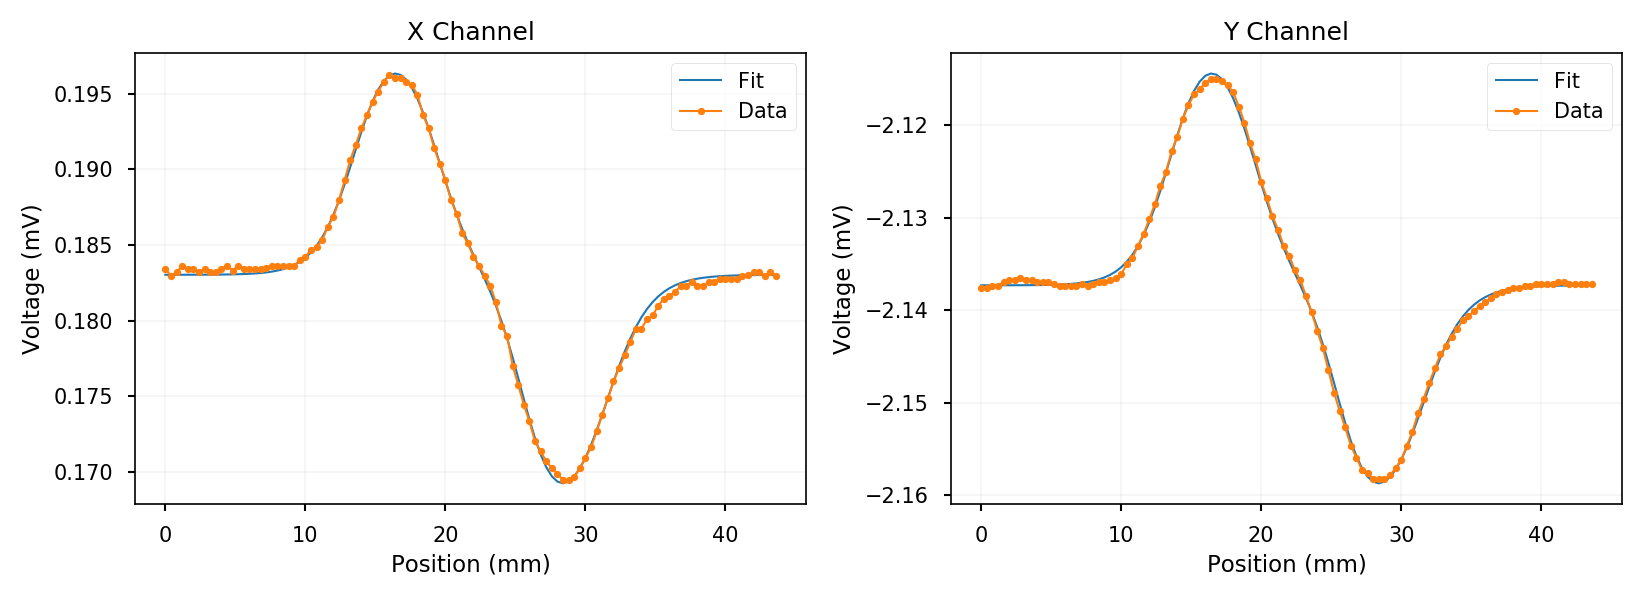 X Channel
Fit
Data
0.195
0.190
0.185
0.180
0.175
0.170
Voltage (mV)
0
10
20
30
40
Position (mm)
Y Channel
Fit
Data
−2.12
−2.13
−2.14
−2.15
−2.16
Voltage (mV)
0
10
20
30
40
Position (mm)